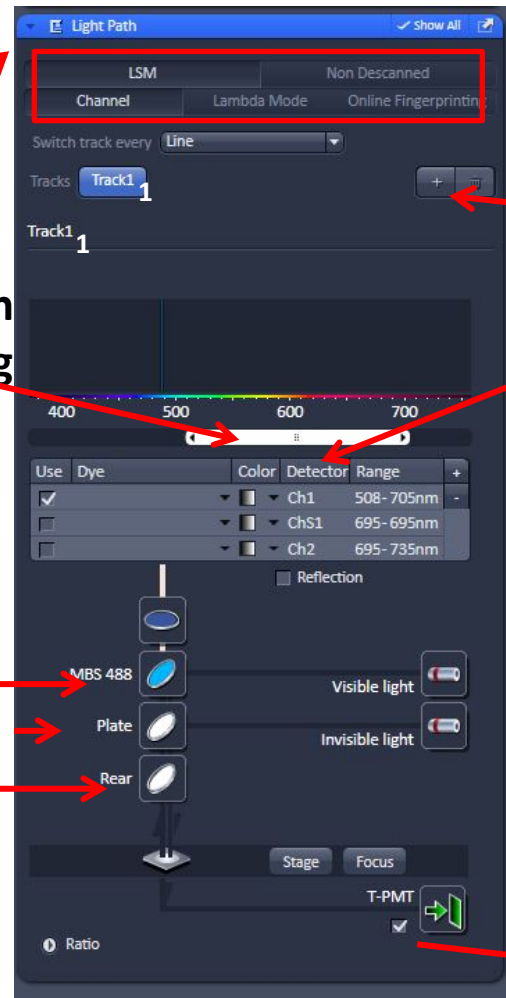 Light Path Show All
LSM Non Descanned
Channel Lambda Mode Online Fingerprinting
Switch track every Line
Tracks Track1 1 +
Track1 1
n
g
400 500 600 700
Use Dye Color Detector Range +
Ch1 508-705nm -
ChS1 695-695nm
Ch2 695-735nm
Reflection
MBS 488 Visible light
Plate Invisible light
Rear
Stage Focus
T-PMT
Ratio